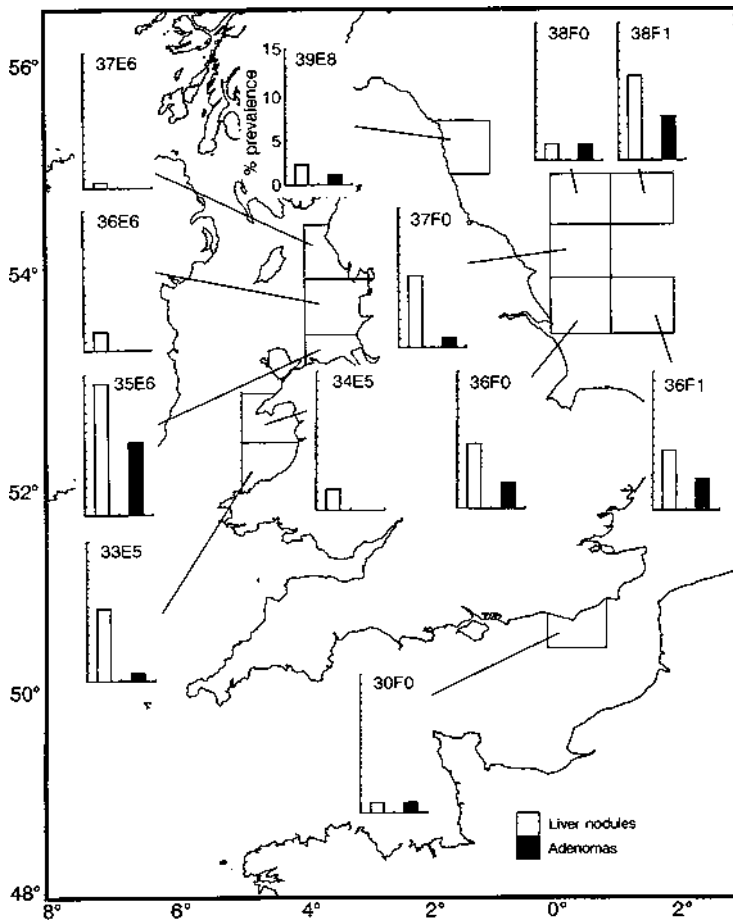 56°
54°
52°
50°
48°
8°
6°
4°
2°
0°
2°
37E6
39E8
% prevalence
15
10
5
0
38F0
38F1
36E6
37F0
35E6
34E5
36F0
36F1
33E5
30F0
Liver nodules
Adenomas